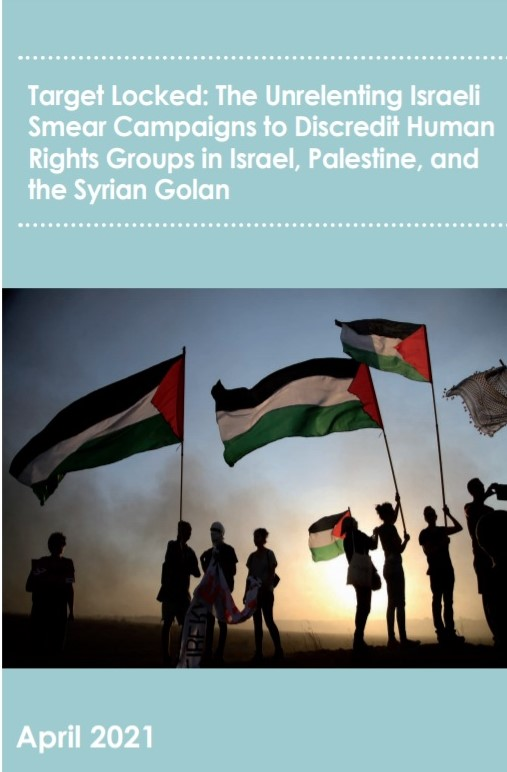 Target Locked: The Unrelenting Israeli
Smear Campaigns to Discredit Human
Rights Groups in Israel, Palestine, and
the Syrian Golan
April 2021